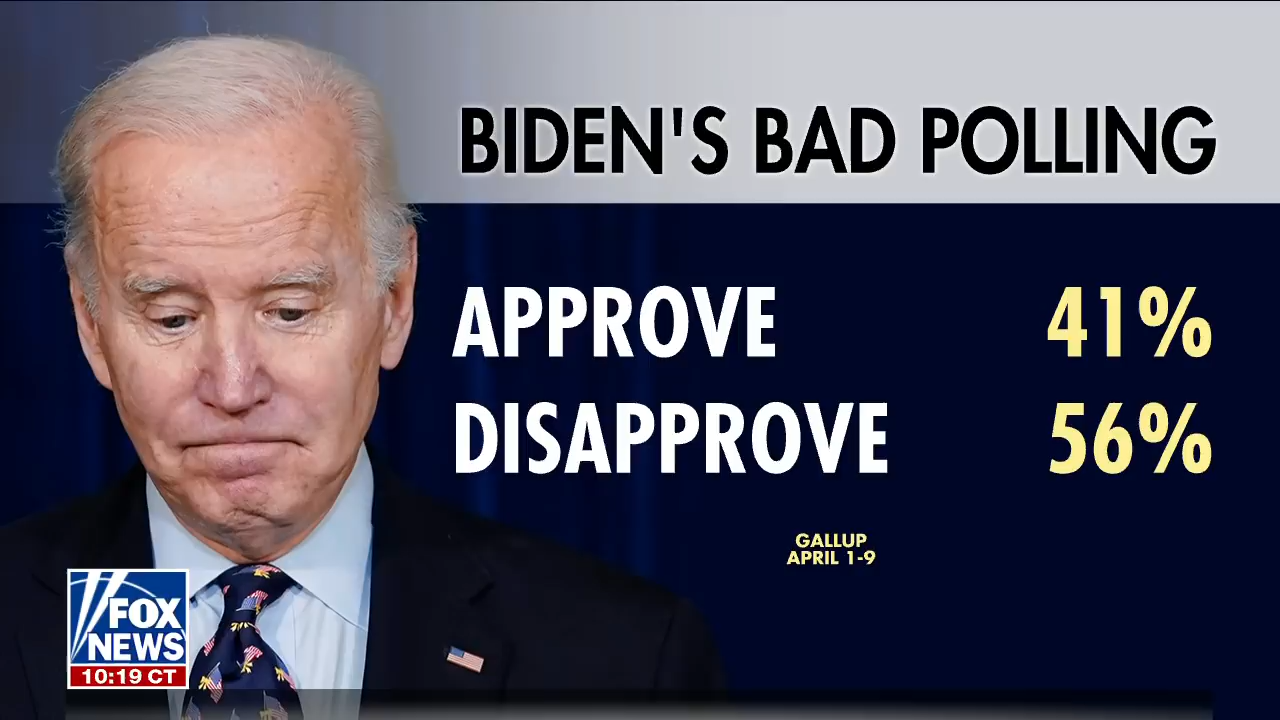 BIDEN'S BAD POLLING
APPROVE 41%
DISAPPROVE 56%
GALLUP
APRIL 1-9
FOX
NEWS
10:19 CT